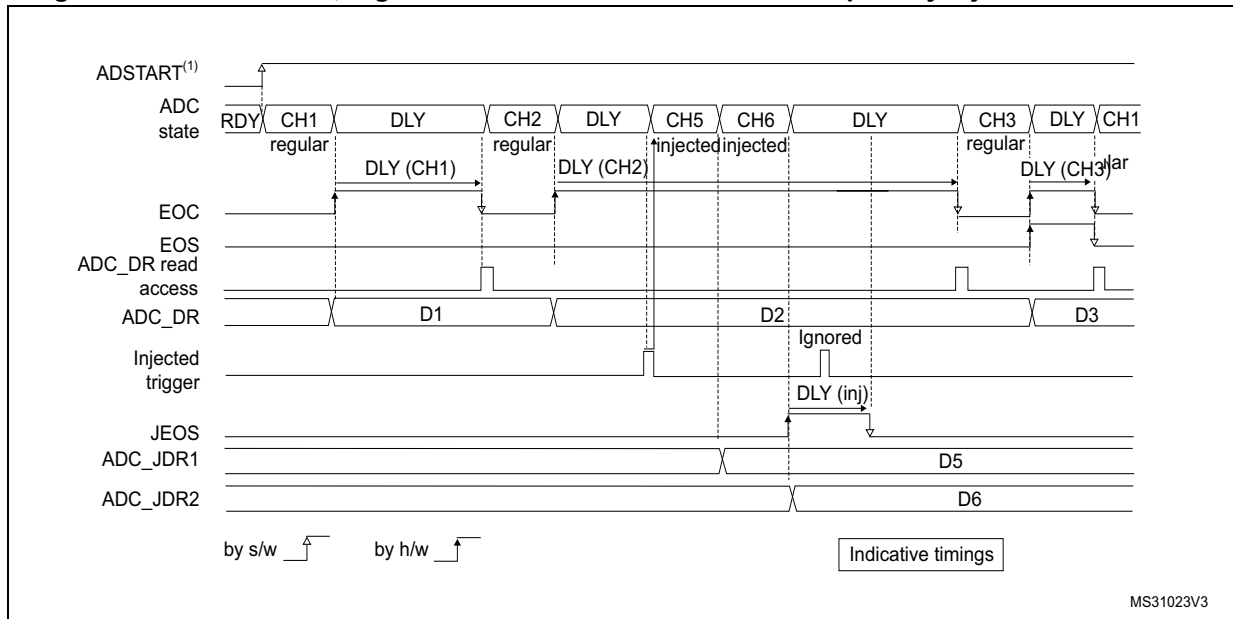 ADSTART(1)
ADC state
RDY CH1 DLY CH2 DLY CH5 CH6 DLY CH3 DLY CH1
regular regular injected injected regular lar
DLY (CH1) DLY (CH2) DLY (CH3)
EOC
EOS
ADC_DR read access
ADC_DR D1 D2 D3
Ignored
Injected trigger
DLY (inj)
JEOS
ADC_JDR1 D5
ADC_JDR2 D6
by s/w by h/w Indicative timings
MS31023V3